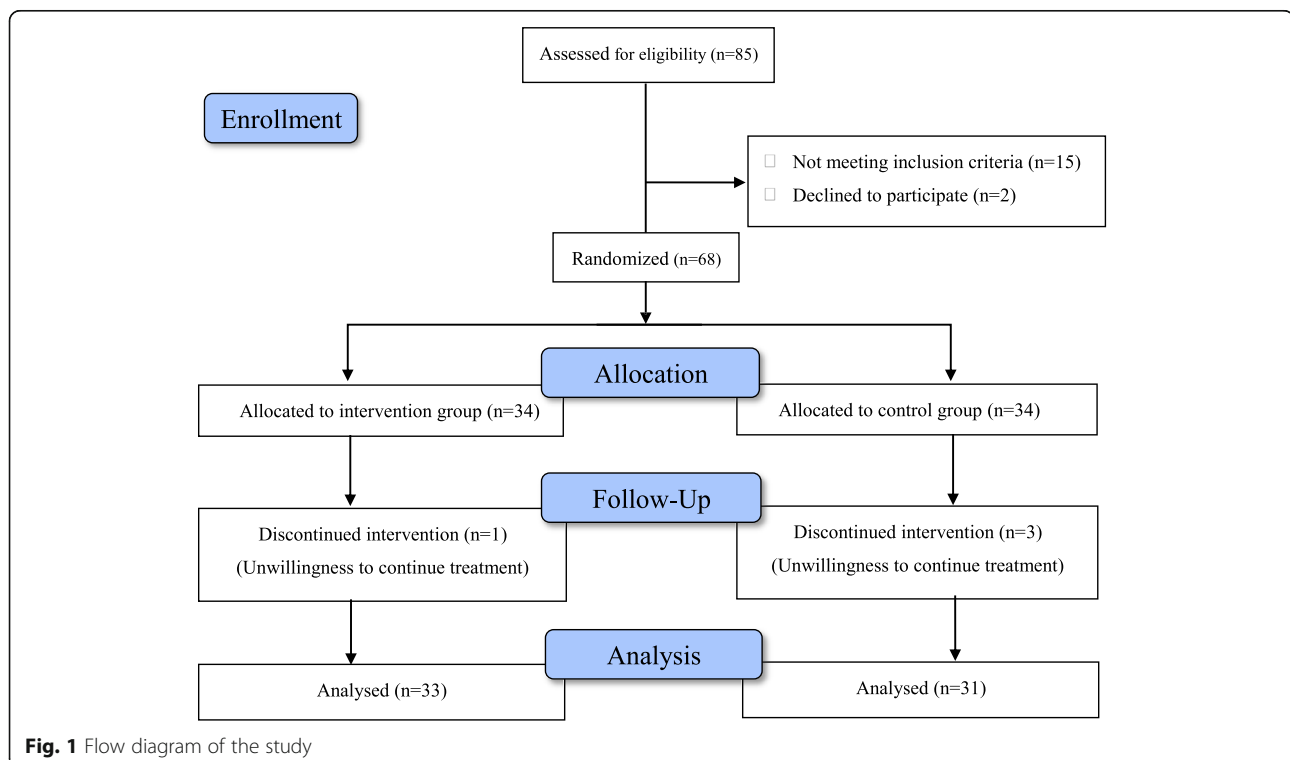 Assessed for eligibility (n=85)
Enrollment
Not meeting inclusion criteria (n=15)
Declined to participate (n=2)
Randomized (n=68)
Allocation
Allocated to intervention group (n=34)
Allocated to control group (n=34)
Follow-Up
Discontinued intervention (n=1)
(Unwillingness to continue treatment)
Discontinued intervention (n=3)
(Unwillingness to continue treatment)
Analysis
Analysed (n=33)
Analysed (n=31)
Fig. 1 Flow diagram of the study